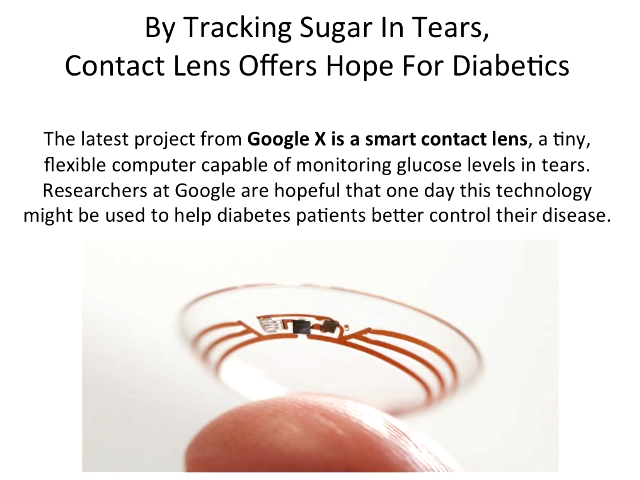 By Tracking Sugar In Tears,
Contact Lens Offers Hope For Diabetics
The latest project from Google X is a smart contact lens, a tiny,
flexible computer capable of monitoring glucose levels in tears.
Researchers at Google are hopeful that one day this technology
might be used to help diabetes patients better control their disease.